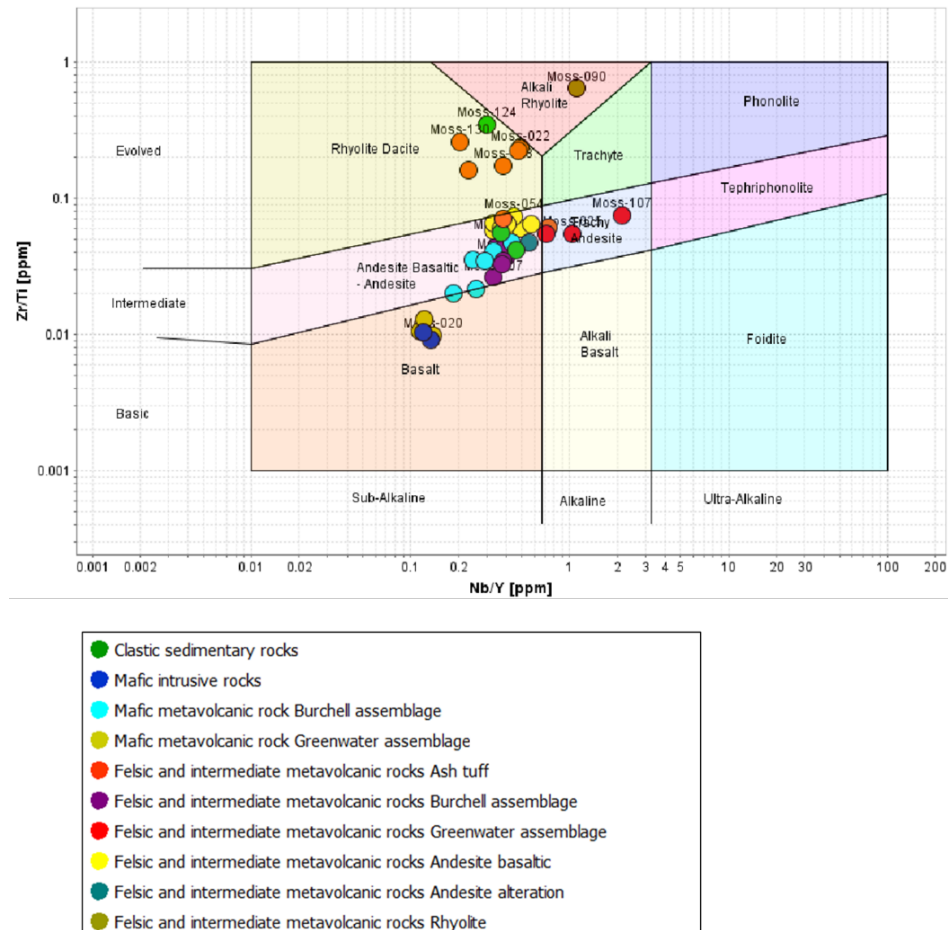 1
Moss-090
Alkali
Rhyolite
Phonolite
Moss-124
Moss-130
Moss-022
Evolved
Rhyolite Dacite
Moss-
Trachyte
0.1
Tephriphonolite
Moss-054
Moss-107
Trachy
Andesite
Zr/Ti [ppm]
Andesite Basaltic
- Andesite
Intermediate
0.01
Moss-020
Alkali
Basalt
Foidite
Basalt
Basic
0.001
Sub-Alkaline
Alkaline
Ultra-Alkaline
0.001 0.002 0.01 0.02 0.1 0.2 1 2 3 4 5 10 20 30 100 200
Nb/Y [ppm]
Clastic sedimentary rocks
Mafic intrusive rocks
Mafic metavolcanic rock Burchell assemblage
Mafic metavolcanic rock Greenwater assemblage
Felsic and intermediate metavolcanic rocks Ash tuff
Felsic and intermediate metavolcanic rocks Burchell assemblage
Felsic and intermediate metavolcanic rocks Greenwater assemblage
Felsic and intermediate metavolcanic rocks Andesite basaltic
Felsic and intermediate metavolcanic rocks Andesite alteration
Felsic and intermediate metavolcanic rocks Rhyolite